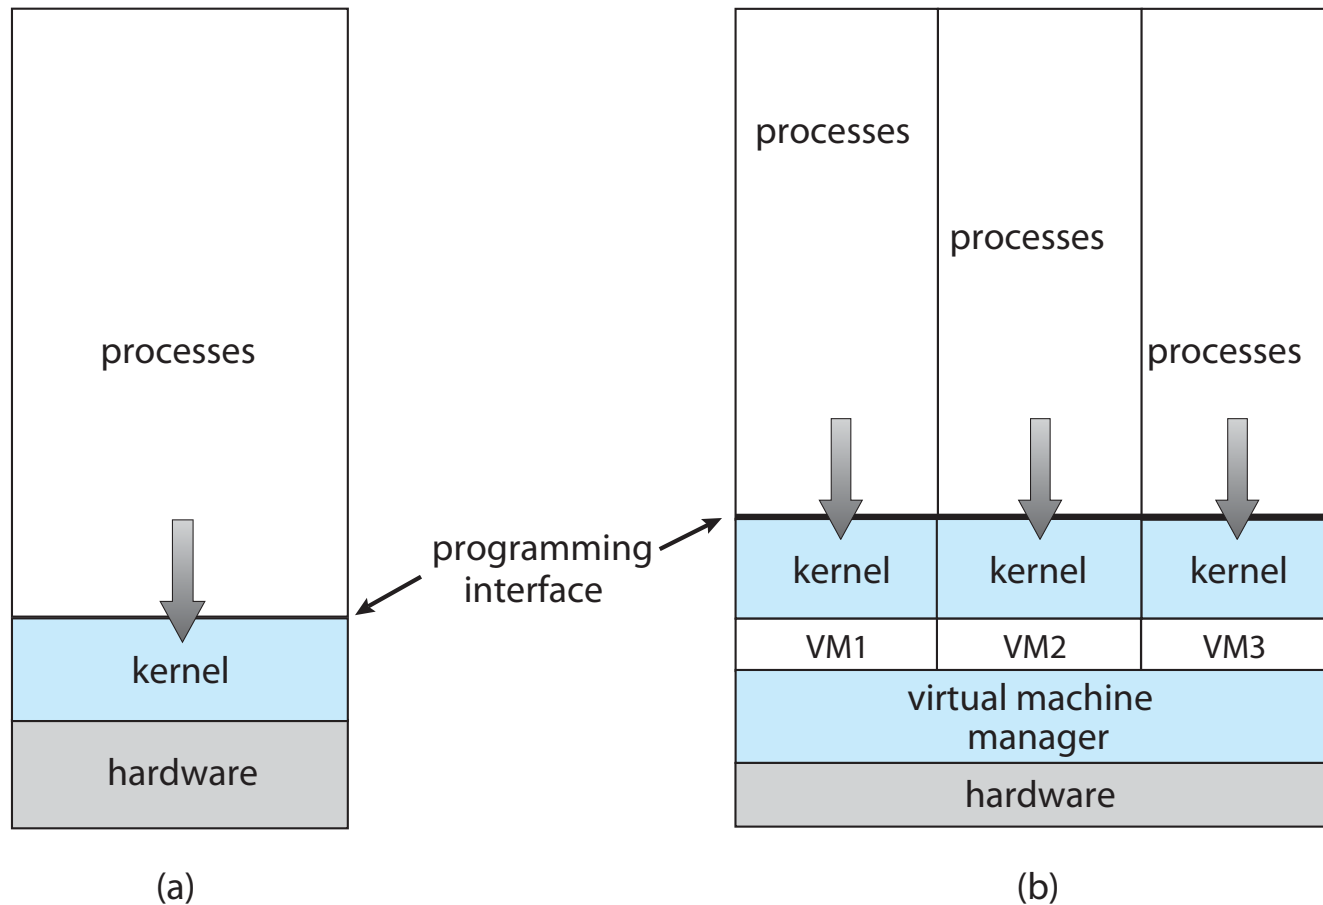 processes
kernel
hardware
(a)
programming
interface
processes
processes
processes
kernel
kernel
kernel
VM1
VM2
VM3
virtual machine
manager
hardware
(b)